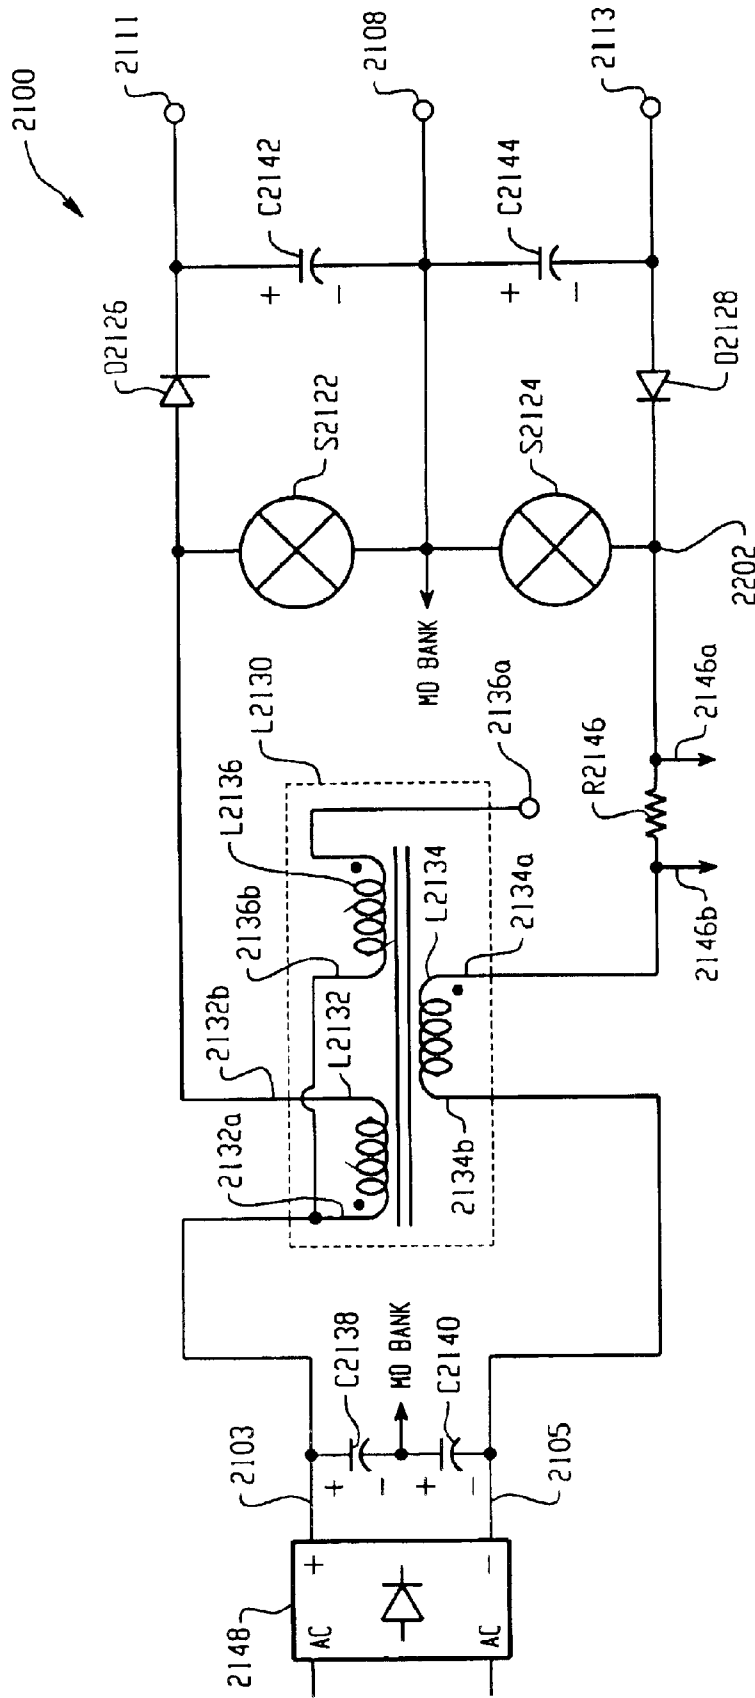 2100
2111
2108
2113
C2142
C2144
+
-
+
-
D2126
D2128
S2122
S2124
2202
MD BANK
L2130
2136a
L2136
2136b
L2132
2132b
2132a
L2134
2134a
2134b
R2146
2146a
2146b
C2138
MD BANK
C2140
+
-
+
-
2103
2105
2148
AC
+
AC
-